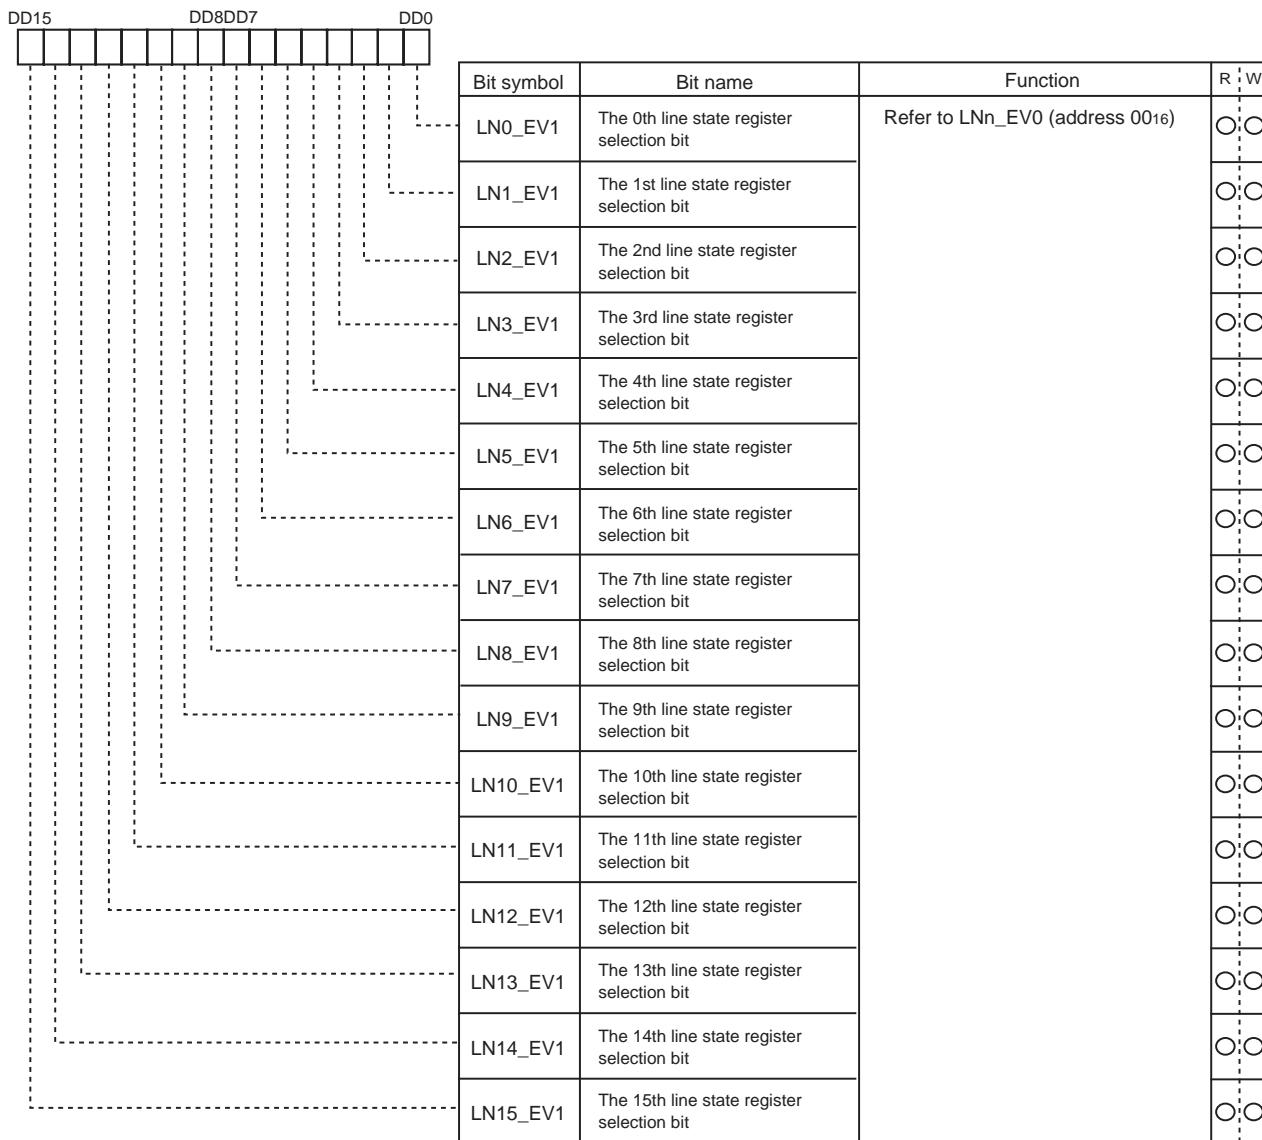 DD15 DD8DD7 DD0
Bit symbol Bit name Function R W
LN0_EV1 The 0th line state register
selection bit
Refer to LNn_EV0 (address 0016)
LN1_EV1 The 1st line state register
selection bit
LN2_EV1 The 2nd line state register
selection bit
LN3_EV1 The 3rd line state register
selection bit
LN4_EV1 The 4th line state register
selection bit
LN5_EV1 The 5th line state register
selection bit
LN6_EV1 The 6th line state register
selection bit
LN7_EV1 The 7th line state register
selection bit
LN8_EV1 The 8th line state register
selection bit
LN9_EV1 The 9th line state register
selection bit
LN10_EV1 The 10th line state register
selection bit
LN11_EV1 The 11th line state register
selection bit
LN12_EV1 The 12th line state register
selection bit
LN13_EV1 The 13th line state register
selection bit
LN14_EV1 The 14th line state register
selection bit
LN15_EV1 The 15th line state register
selection bit